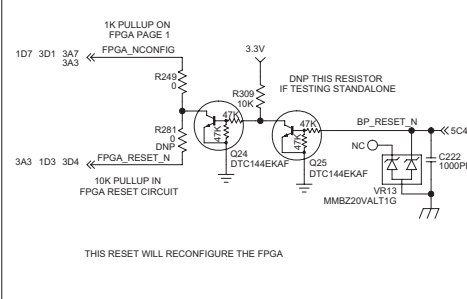 1K PULLUP ON
FPGA PAGE 1
1D7 3D1 3A7
3A3
FPGA_NCONFIG
R249
0
3.3V
R309
10K
DNP THIS RESISTOR
IF TESTING STANDALONE
47K
47K
47K
47K
BP_RESET_N
5C4
R281
0
DNP
Q24
DTC144EKAF
Q25
DTC144EKAF
NC
C222
1000P
VR13
MMBZ20VALT1G
3A3 1D3 3D4
FPGA_RESET_N
10K PULLUP IN
FPGA RESET CIRCUIT
THIS RESET WILL RECONFIGURE THE FPGA